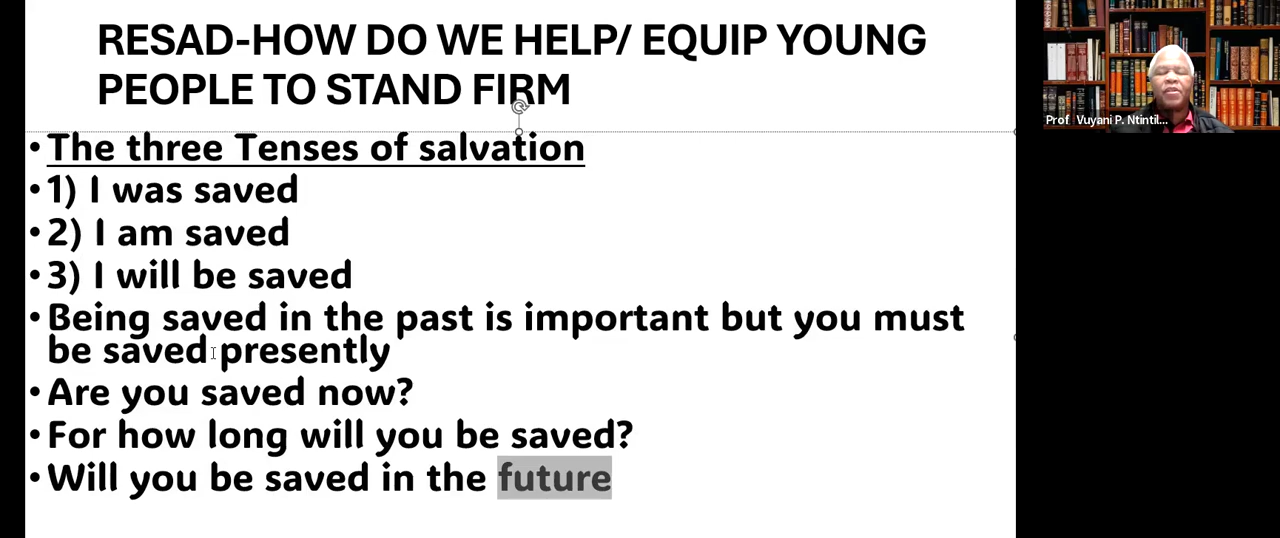 RESAD-HOW DO WE HELP/ EQUIP YOUNG
PEOPLE TO STAND FIRM
• The three Tenses of salvation
• 1) I was saved
• 2) I am saved
• 3) I will be saved
• Being saved in the past is important but you must
be saved presently
• Are you saved now?
• For how long will you be saved?
• Will you be saved in the future
Prof Vuyani P. Ntintil...